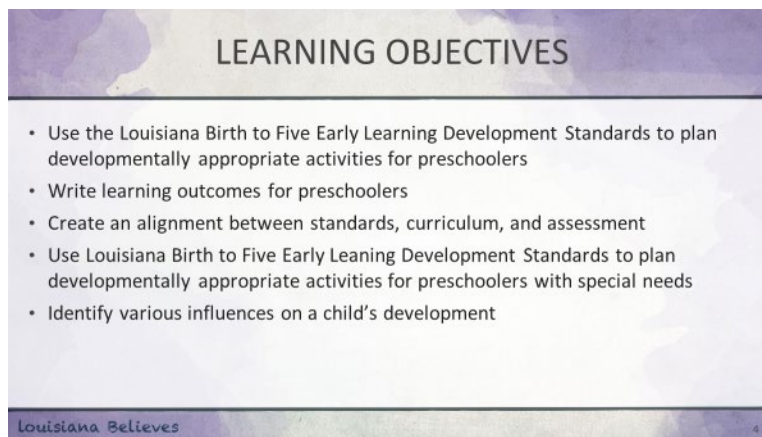 LEARNING OBJECTIVES
• Use the Louisiana Birth to Five Early Learning Development Standards to plan
developmentally appropriate activities for preschoolers
• Write learning outcomes for preschoolers
• Create an alignment between standards, curriculum, and assessment
• Use Louisiana Birth to Five Early Leaning Development Standards to plan
developmentally appropriate activities for preschoolers with special needs
• Identify various influences on a child’s development
Louisiana Believes
4